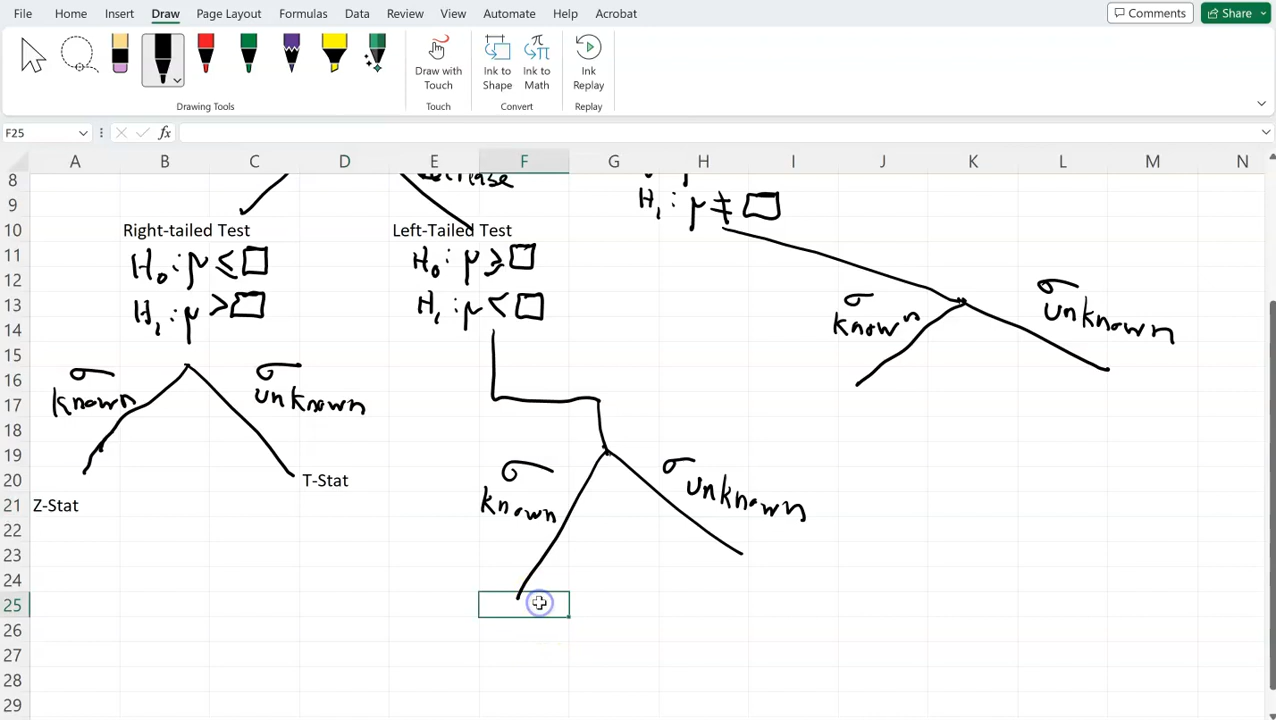 File Home Insert Draw Page Layout Formulas Data Review View Automate Help Acrobat Comments Share
Draw with Touch
Ink to Shape
Ink to Math
Ink Replay
Drawing Tools Touch Convert Replay
F25 fx
A B C D E F G H I J K L M N
8
9 H₁: μ ≠ □
10 Right-tailed Test Left-Tailed Test
11 H₀: μ ≤ □ H₀: μ ≥ □
12
13 H₁: μ > □ H₁: μ < □ σ known σ unknown
14
15
16 σ known σ unknown
17
18
19
20 T-Stat σ known σ unknown
21 Z-Stat
22
23
24
25
26
27
28
29